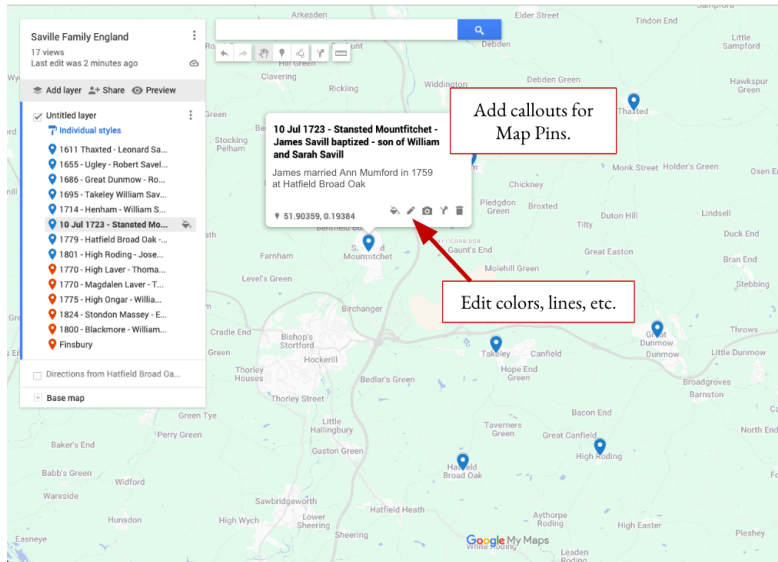 Saville Family England
17 views
Last edit was 2 minutes ago
Add layer Share Preview
Untitled layer
Individual styles
1611 Thaxted - Leonard Sa...
1655 - Ugley - Robert Savel...
1686 - Great Dunmow - Ro...
1695 - Takeley William Sav...
1714 - Henham - William S...
10 Jul 1723 - Stansted Mo...
1779 - Hatfield Broad Oak -...
1801 - High Roding - Jose...
1770 - High Laver - Thoma...
1770 - Magdalen Laver - T...
1775 - High Ongar - Willia...
1824 - Stondon Massey - E...
1800 - Blackmore - William...
Finsbury
Directions from Hatfield Broad Oa...
Base map
10 Jul 1723 - Stansted Mountfitchet -
James Savill baptized - son of William
and Sarah Savill
James married Ann Mumford in 1759
at Hatfield Broad Oak
51.90359, 0.19384
Add callouts for
Map Pins.
Edit colors, lines, etc.
Arkesden
Elder Street
Tindon End
Little
Sampford
Debden
Clavering
Rickling
Widdington
Debden Green
Hawkspur
Green
Thaxted
Stocking
Pelham
Monk Street
Holder's Green
Chickney
Pledgdon
Green
Broxted
Tilty
Duton Hill
Lindsell
Duck End
Farnham
Mountfitchet
Gaunt's End
Great Easton
Bran End
Molehill Green
Stebbing
Level's Green
Birchanger
Cradle End
Bishop's
Stortford
Hockerill
Takeley
Canfield
Great
Dunmow
Dunmow
Throws
Little Dunmow
Hope End
Green
Thorley
Houses
Bedlar's Green
Broadgroves
Barnston
Thorley Street
Bacon End
Green Tye
Perry Green
Little
Hallingbury
Taverners
Green
Great Canfield
North End
Baker's End
Gaston Green
High Roding
Babb's Green
Widford
Hatfield
Broad Oak
Wareside
Sawbridgeworth
Hatfield Heath
Hunsdon
High Wych
Lower
Sheering
Sheering
Aythorpe
Roding
High Easter
Pleshey
Easneye
Google My Maps
White Roding
Leaden
Roding